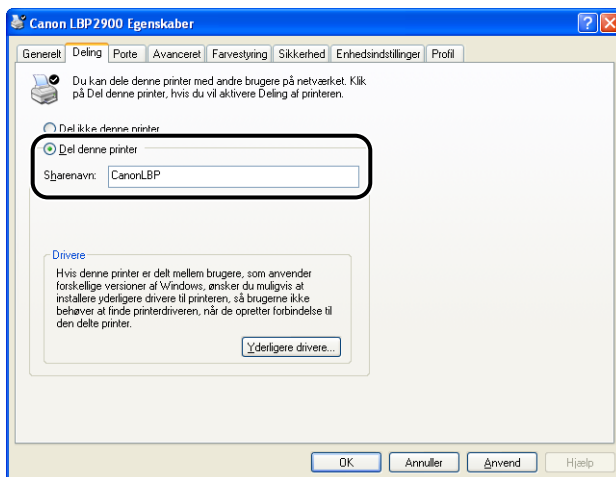 Canon LBP2900 Egenskaber
Generelt Deling Porte Avanceret Farvestyring Sikkerhed Enhedsindstillinger Profil
Du kan dele denne printer med andre brugere på netværket. Klik
på Del denne printer, hvis du vil aktivere Deling af printeren.
Del ikke denne printer
Del denne printer
Sharenavn: CanonLBP
Drivere
Hvis denne printer er delt mellem brugere, som anvender
forskellige versioner af Windows, ønsker du muligvis at
installere yderligere drivere til printeren, så brugerne ikke
behøver at finde printerdriveren, når de opretter forbindelse til
den delte printer.
Yderligere drivere...
OK Annuller Anvend Hjælp